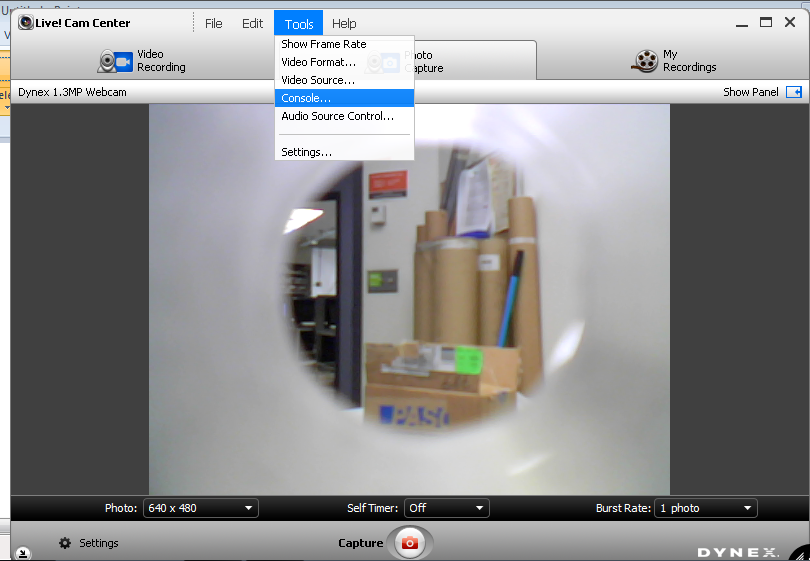 Live! Cam Center
File Edit Tools Help
Show Frame Rate
Video Format...
Video Source...
Console...
Audio Source Control...
Settings...
Video
Recording
Photo
Capture
My
Recordings
Dynex 1.3MP Webcam
Show Panel
PASC
Photo: 640 x 480
Self Timer: Off
Burst Rate: 1 photo
Settings
Capture
DYNEX